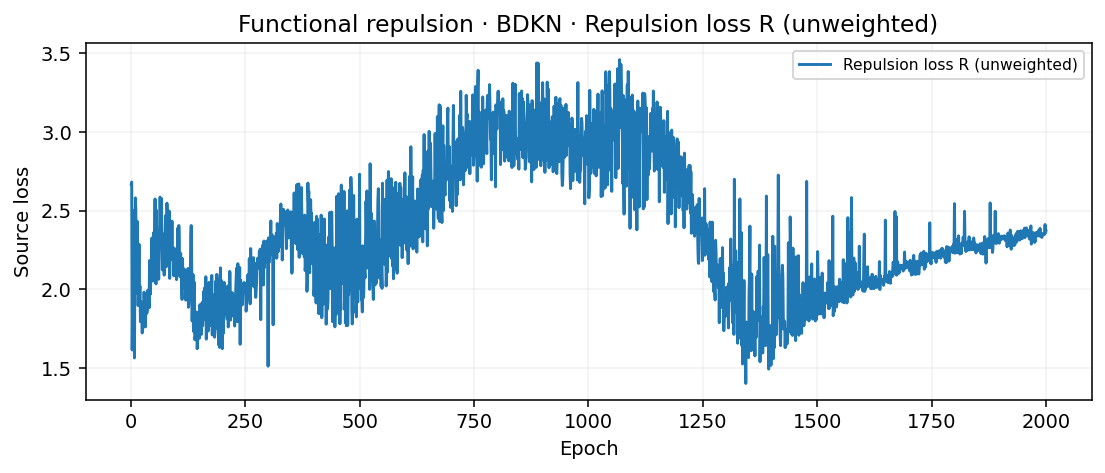 Functional repulsion · BDKN · Repulsion loss R (unweighted)
Repulsion loss R (unweighted)
Source loss
3.5
3.0
2.5
2.0
1.5
0 250 500 750 1000 1250 1500 1750 2000
Epoch